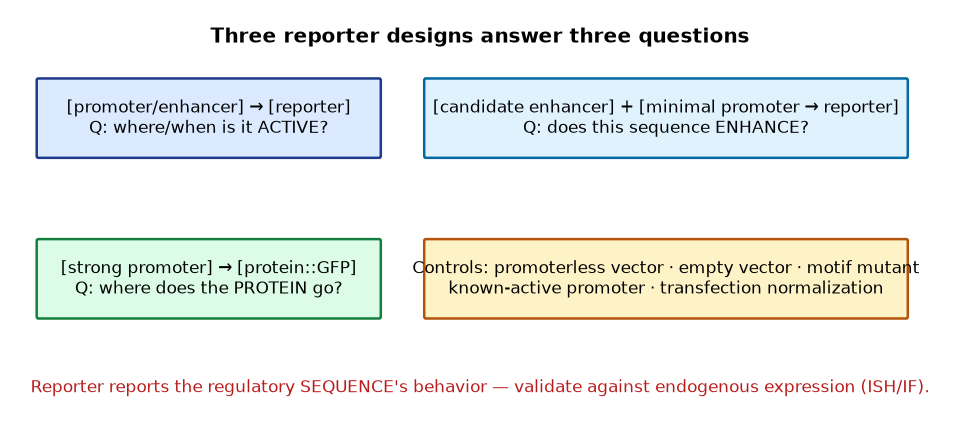 Three reporter designs answer three questions
[promoter/enhancer] → [reporter]
Q: where/when is it ACTIVE?
[candidate enhancer] + [minimal promoter → reporter]
Q: does this sequence ENHANCE?
[strong promoter] → [protein::GFP]
Q: where does the PROTEIN go?
Controls: promoterless vector · empty vector · motif mutant
known-active promoter · transfection normalization
Reporter reports the regulatory SEQUENCE's behavior — validate against endogenous expression (ISH/IF).